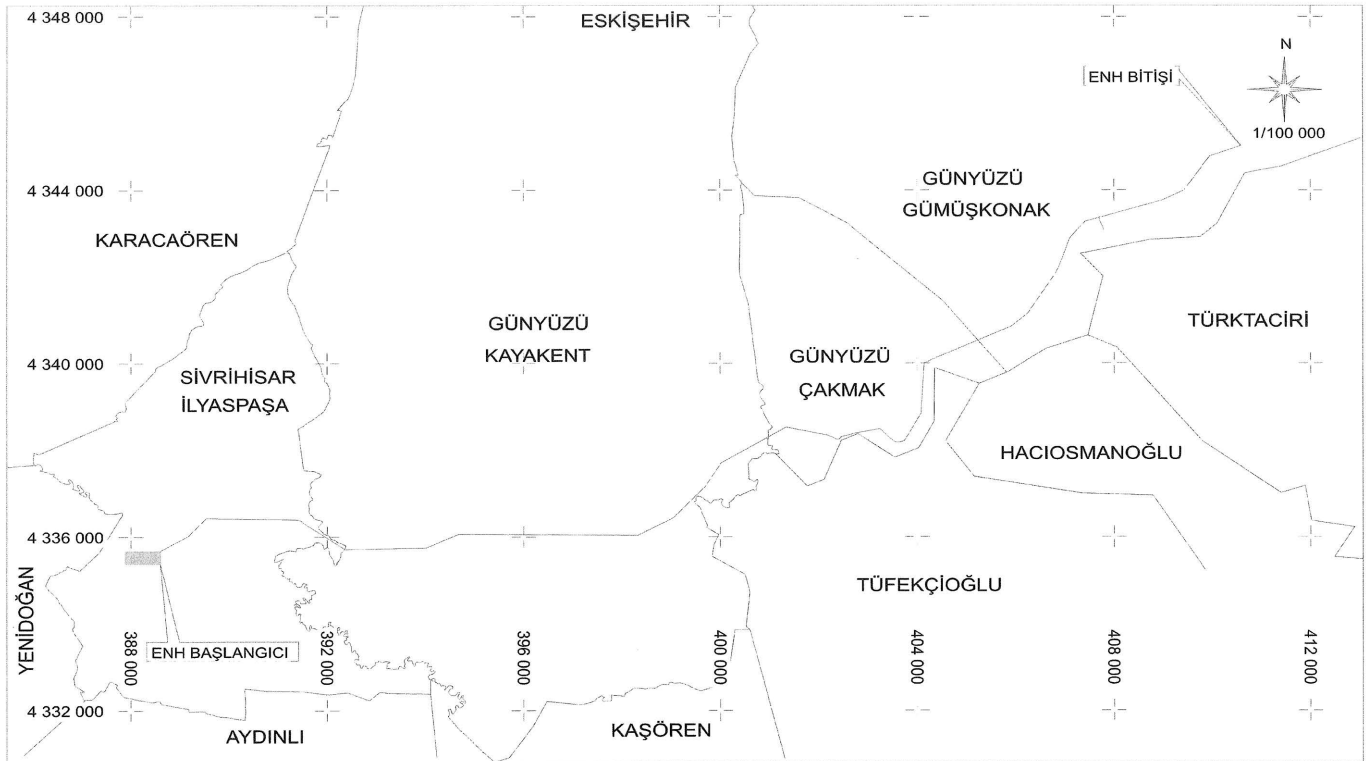 4 348 000
ESKİŞEHİR
N
ENH BİTİŞİ
1/100 000
4 344 000
GÜNYÜZÜ
GÜMÜŞKONAK
KARACAÖREN
GÜNYÜZÜ
KAYAKENT
TÜRKTACİRİ
4 340 000
GÜNYÜZÜ
ÇAKMAK
SİVRİHİSAR
İLYASPAŞA
HACIOSMANOĞLU
4 336 000
TÜFEKÇİOĞLU
YENİDOĞAN
ENH BAŞLANGICI
388 000
392 000
396 000
400 000
404 000
408 000
412 000
4 332 000
AYDINLI
KAŞÖREN